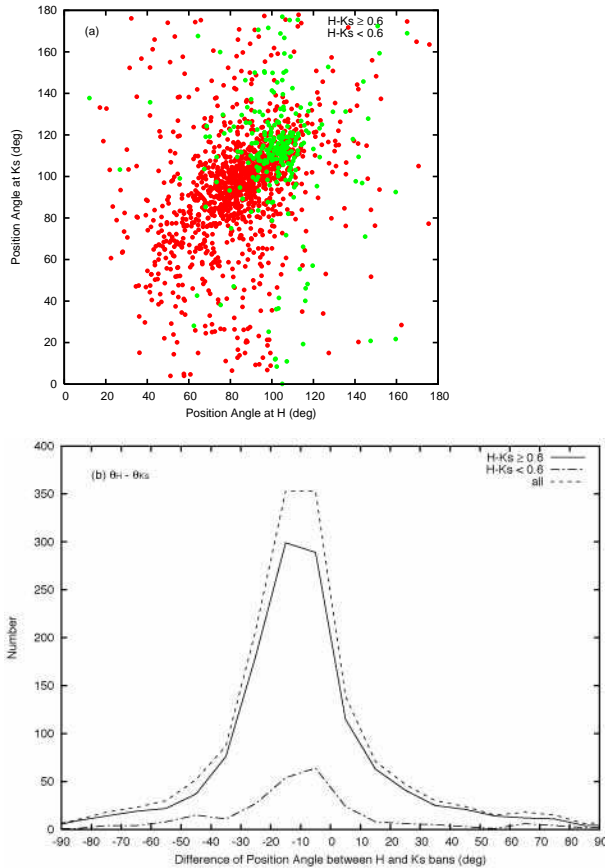 (a)
H-Ks ≥ 0.6
H-Ks < 0.6
180
160
140
120
100
80
60
40
20
0
Position Angle at Ks (deg)
0 20 40 60 80 100 120 140 160 180
Position Angle at H (deg)
(b) θH - θKs
H-Ks ≥ 0.6
H-Ks < 0.6
all
400
350
300
250
200
150
100
50
0
Number
-90 -80 -70 -60 -50 -40 -30 -20 -10 0 10 20 30 40 50 60 70 80 90
Difference of Position Angle between H and Ks bans (deg)